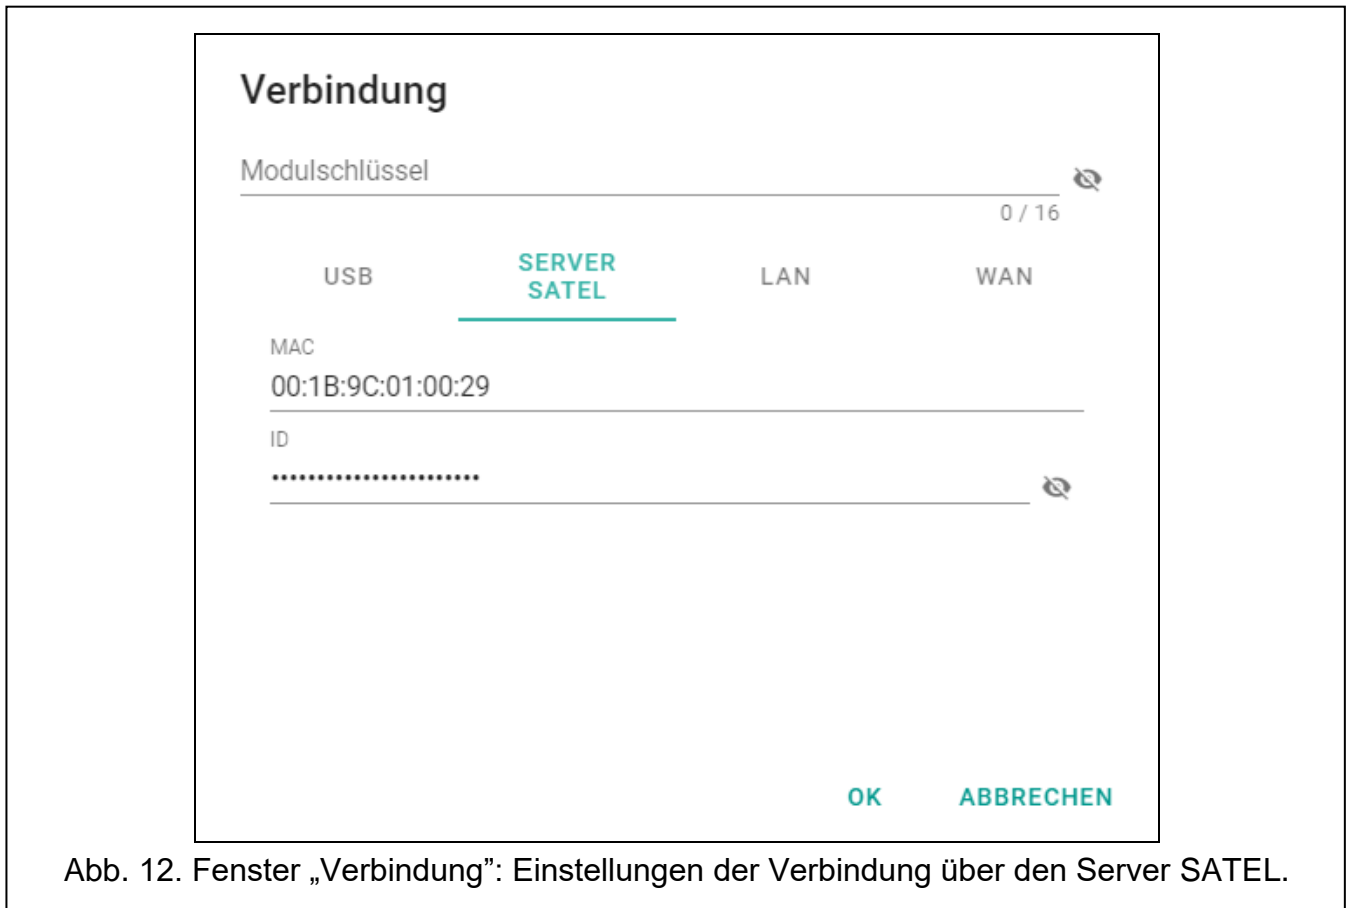 Verbindung
Modulschlüssel
0 / 16
USB
SERVER
SATEL
LAN
WAN
MAC
00:1B:9C:01:00:29
ID
•••••••••••••••••••••••
OK
ABBRECHEN
Abb. 12. Fenster „Verbindung”: Einstellungen der Verbindung über den Server SATEL.